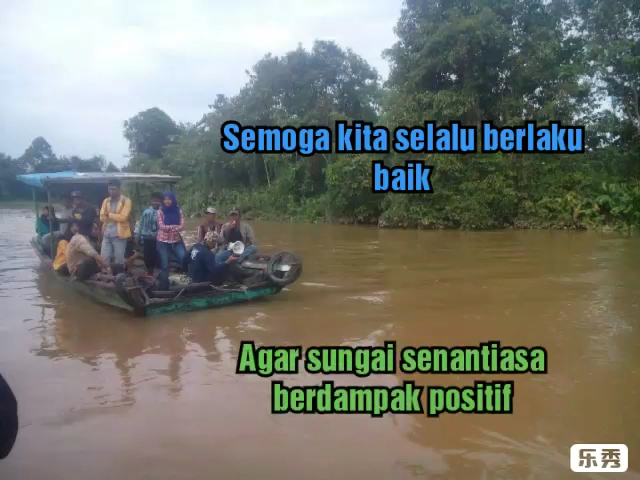 Semoga kita selalu berlaku
baik
Agar sungai senantiasa
berdampak positif
乐秀